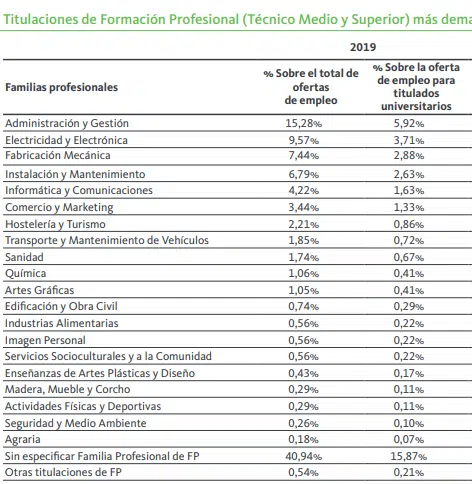 Titulaciones de Formación Profesional (Técnico Medio y Superior) más dema
2019
Familias profesionales
% Sobre el total de
ofertas
de empleo
% Sobre la oferta
de empleo para
titulados
universitarios
Administración y Gestión 15,28% 5,92%
Electricidad y Electrónica 9,57% 3,71%
Fabricación Mecánica 7,44% 2,88%
Instalación y Mantenimiento 6,79% 2,63%
Informática y Comunicaciones 4,22% 1,63%
Comercio y Marketing 3,44% 1,33%
Hostelería y Turismo 2,21% 0,86%
Transporte y Mantenimiento de Vehículos 1,85% 0,72%
Sanidad 1,74% 0,67%
Química 1,06% 0,41%
Artes Gráficas 1,05% 0,41%
Edificación y Obra Civil 0,74% 0,29%
Industrias Alimentarias 0,56% 0,22%
Imagen Personal 0,56% 0,22%
Servicios Socioculturales y a la Comunidad 0,56% 0,22%
Enseñanzas de Artes Plásticas y Diseño 0,43% 0,17%
Madera, Mueble y Corcho 0,29% 0,11%
Actividades Físicas y Deportivas 0,29% 0,11%
Seguridad y Medio Ambiente 0,26% 0,10%
Agraria 0,18% 0,07%
Sin especificar Familia Profesional de FP 40,94% 15,87%
Otras titulaciones de FP 0,54% 0,21%